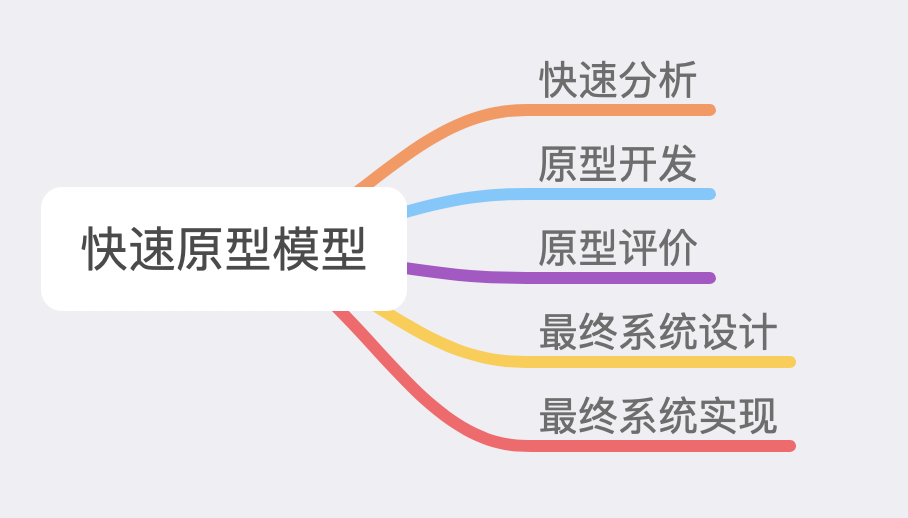 快速原型模型
快速分析
原型开发
原型评价
最终系统设计
最终系统实现